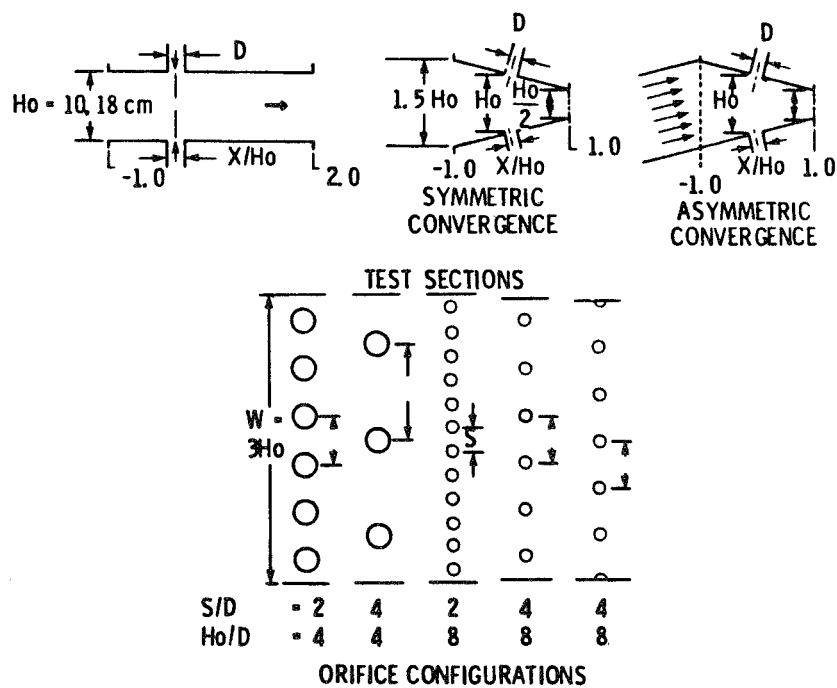 D
Ho = 10.18 cm
X/Ho
-1.0
2.0
D
1.5 Ho
Ho
Ho/2
X/Ho
-1.0
1.0
SYMMETRIC
CONVERGENCE
D
Ho
X/Ho
-1.0
1.0
ASYMMETRIC
CONVERGENCE
TEST SECTIONS
W =
3Ho
S
S/D = 2 4 2 4 4
Ho/D = 4 4 8 8 8
ORIFICE CONFIGURATIONS